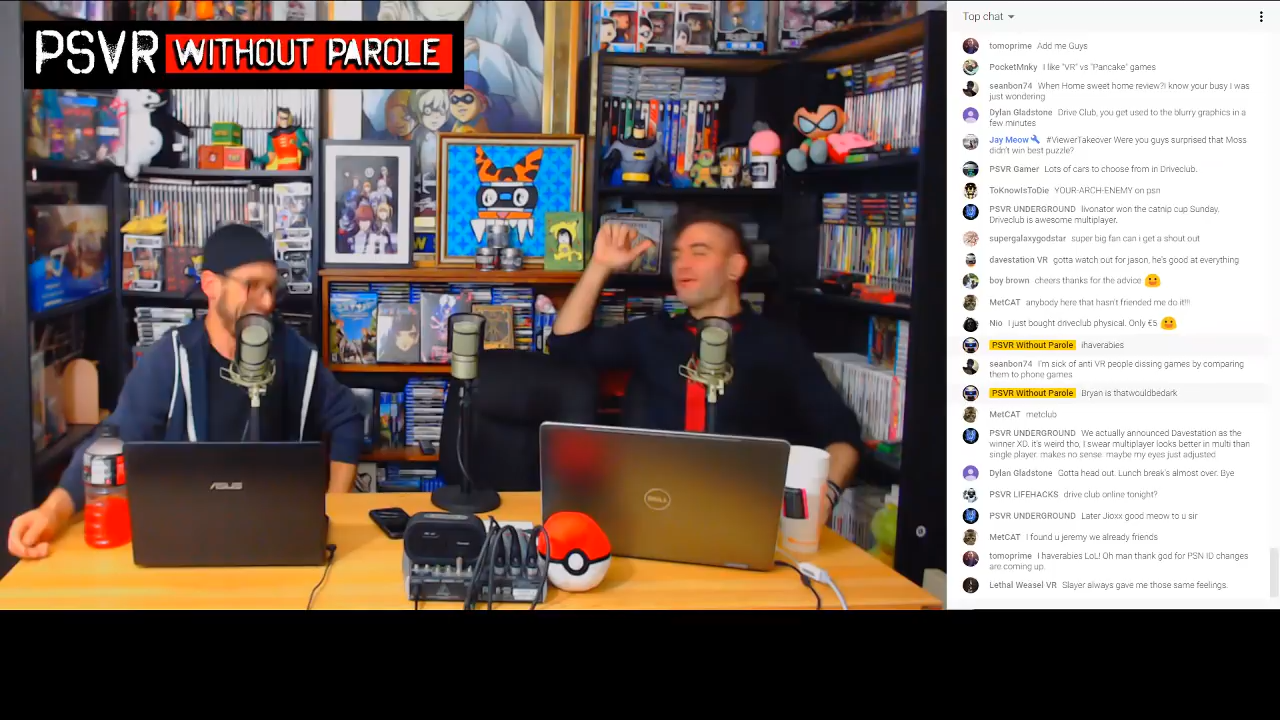 PSVR WITHOUT PAROLE
ASUS
DELL
Top chat
tomoprime Add me Guys
PocketMnky I like "VR" vs "Pancake" games
seanbon74 When Home sweet home review?I know your busy I was
just wondering
Dylan Gladstone Drive Club, you get used to the blurry graphics in a
few minutes
Jay Meow #ViewerTakeover Were you guys surprised that Moss
didn't win best puzzle?
PSVR Gamer Lots of cars to choose from in Driveclub.
ToKnowIsToDie YOUR-ARCH-ENEMY on psn
PSVR UNDERGROUND livonator won the catnip cup Sunday.
Driveclub is awesome multiplayer.
supergalaxygodstar super big fan can i get a shout out
davestation VR gotta watch out for jason, he's good at everything
boy brown cheers thanks for the advice
MetCAT anybody here that hasn't friended me do it!!!
Nio I just bought driveclub physical. Only €5
PSVR Without Parole ihaverabies
seanbon74 I'm sick of anti VR people dissing games by comparing
them to phone games
PSVR Without Parole Bryan is thatwouldbedark
MetCAT metclub
PSVR UNDERGROUND We actually announced Davestation as the
winner XD. it's weird tho, I swear multiplayer looks better in multi than
single player. makes no sense. maybe my eyes just adjusted
Dylan Gladstone Gotta head out. Lunch break's almost over. Bye
PSVR LIFEHACKS drive club online tonight?
PSVR UNDERGROUND Later Jioxx good meow to u sir
MetCAT I found u jeremy we already friends
tomoprime I haverabies LoL! Oh man thank god for PSN ID changes
are coming up.
Lethal Weasel VR Slayer always gave me those same feelings.